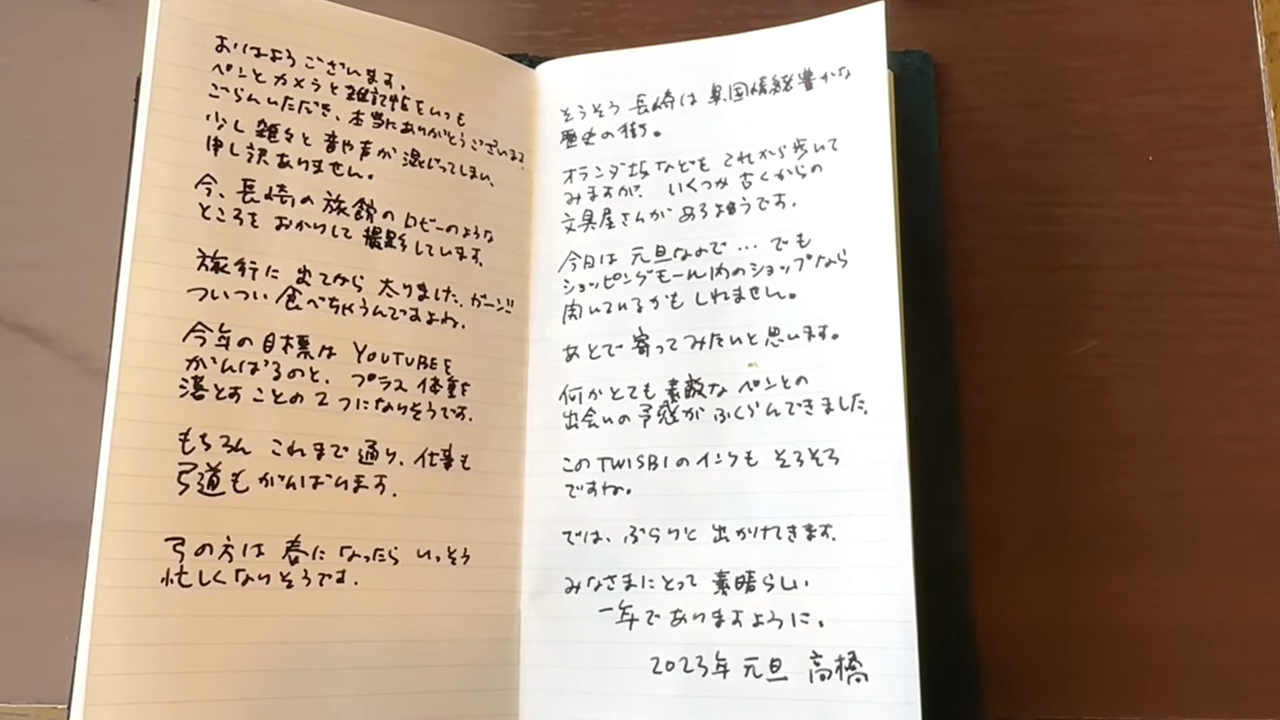 おはようございます。
ペンとカメラと雑記帳をいつも
ごらんいただき、本当にありがとうございます。
少し雑々と音や声が混じってしまい、
申し訳ありません。
今、長崎の旅館のロビーのような
ところをおかりして撮影しています。
旅行に出てから太りました。ガーン!!
ついつい食べちゃうんですよね。
今年の目標は YOUTUBEを
がんばるのと、プラス体重を
落とすことの2つになりそうです。
もちろん これまで通り、仕事も
弓道もがんばります。
弓の方は春になったら いっそう
忙しくなりそうです。
そうそう長崎は異国情緒豊かな
歴史の街。
オランダ坂などもこれから歩いて
みますが、いくつか古くからの
文具屋さんがあるようです。
今日は元旦なので…でも
ショッピングモール内のショップなら
開いているかもしれません。
あとで寄ってみたいと思います。
何かとても素敵なペンとの
出会いの予感がふくらんできました。
このTWISBIのインクもそろそろ
ですね。
では、ぶらりと出かけてきます。
みなさまにとって素晴らしい
一年でありますように。
2023年 元旦 高橋